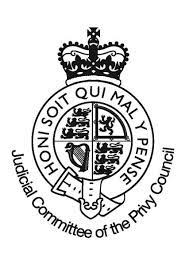 HONI SOIT QUI MAL Y PENSE
Judicial Committee of the Privy Council